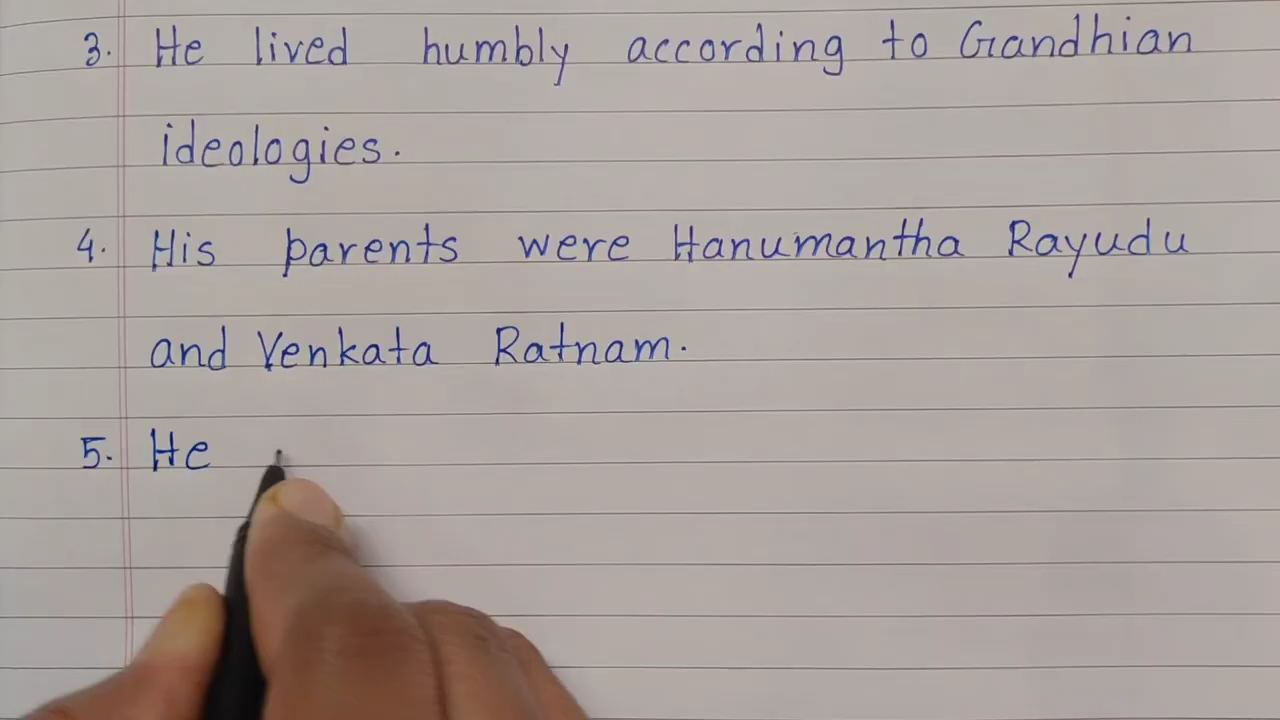 3. He lived humbly according to Gandhian
ideologies.
4. His parents were Hanumantha Rayudu
and Venkata Ratnam.
5. He